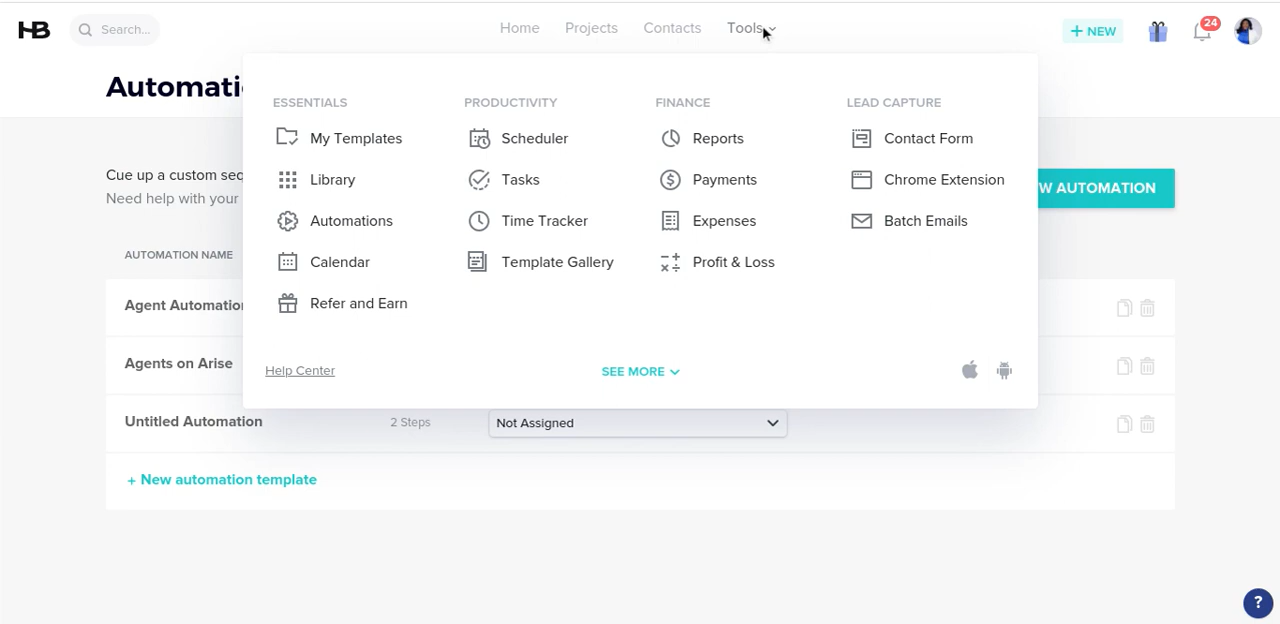 HB
Search...
Home
Projects
Contacts
Tools
+ NEW
24
Automati
ESSENTIALS
My Templates
Library
Automations
Calendar
Refer and Earn
PRODUCTIVITY
Scheduler
Tasks
Time Tracker
Template Gallery
FINANCE
Reports
Payments
Expenses
Profit & Loss
LEAD CAPTURE
Contact Form
Chrome Extension
Batch Emails
Help Center
SEE MORE
Cue up a custom seq
Need help with your
W AUTOMATION
AUTOMATION NAME
Agent Automation
Agents on Arise
Untitled Automation
2 Steps
Not Assigned
+ New automation template
?